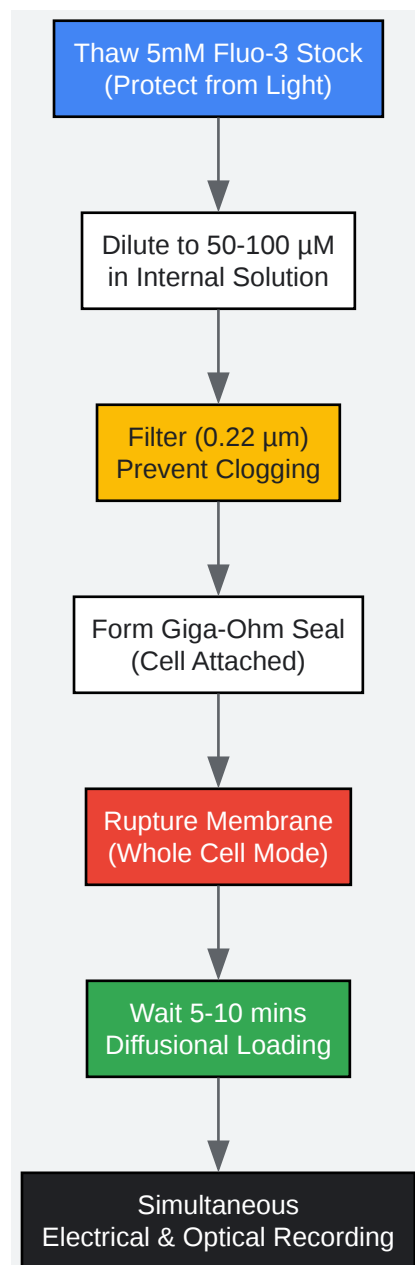 Thaw 5mM Fluo-3 Stock
(Protect from Light)
Dilute to 50-100 µM
in Internal Solution
Filter (0.22 µm)
Prevent Clogging
Form Giga-Ohm Seal
(Cell Attached)
Rupture Membrane
(Whole Cell Mode)
Wait 5-10 mins
Diffusional Loading
Simultaneous
Electrical & Optical Recording